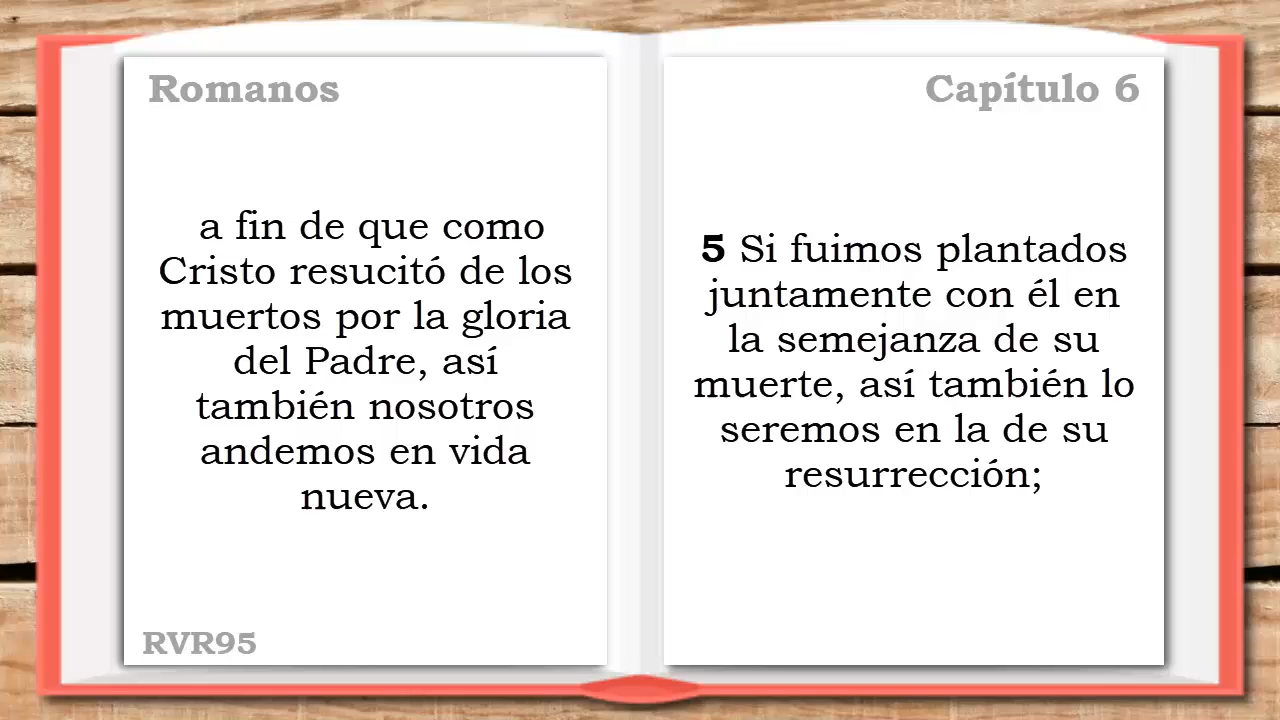 Romanos
a fin de que como
Cristo resucitó de los
muertos por la gloria
del Padre, así
también nosotros
andemos en vida
nueva.
RVR95
Capítulo 6
5 Si fuimos plantados
juntamente con él en
la semejanza de su
muerte, así también lo
seremos en la de su
resurrección;